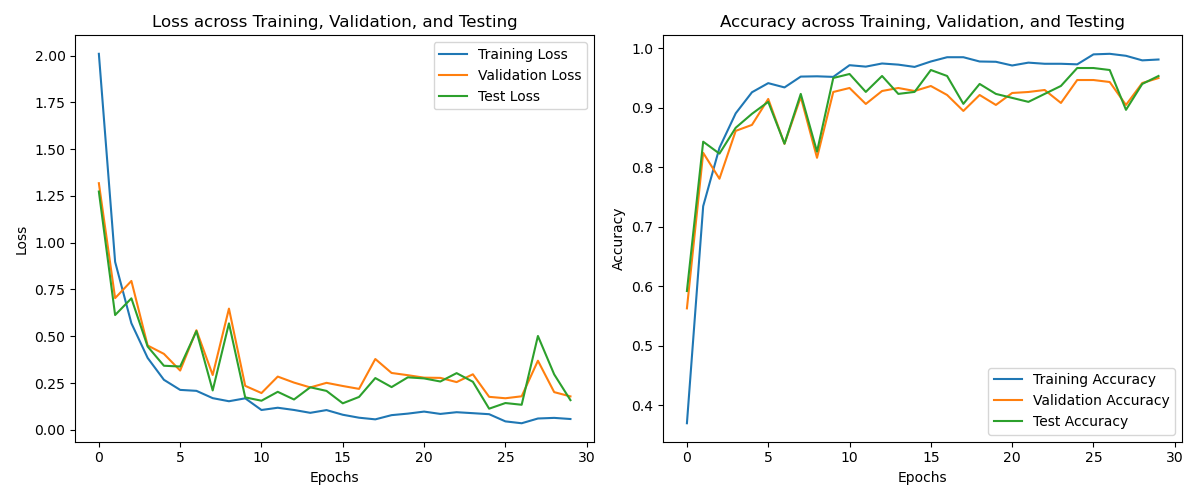 Loss across Training, Validation, and Testing
2.00
1.75
1.50
1.25
1.00
0.75
0.50
0.25
0.00
Loss
0 5 10 15 20 25 30
Epochs
Training Loss
Validation Loss
Test Loss
Accuracy across Training, Validation, and Testing
1.0
0.9
0.8
0.7
0.6
0.5
0.4
Accuracy
0 5 10 15 20 25 30
Epochs
Training Accuracy
Validation Accuracy
Test Accuracy